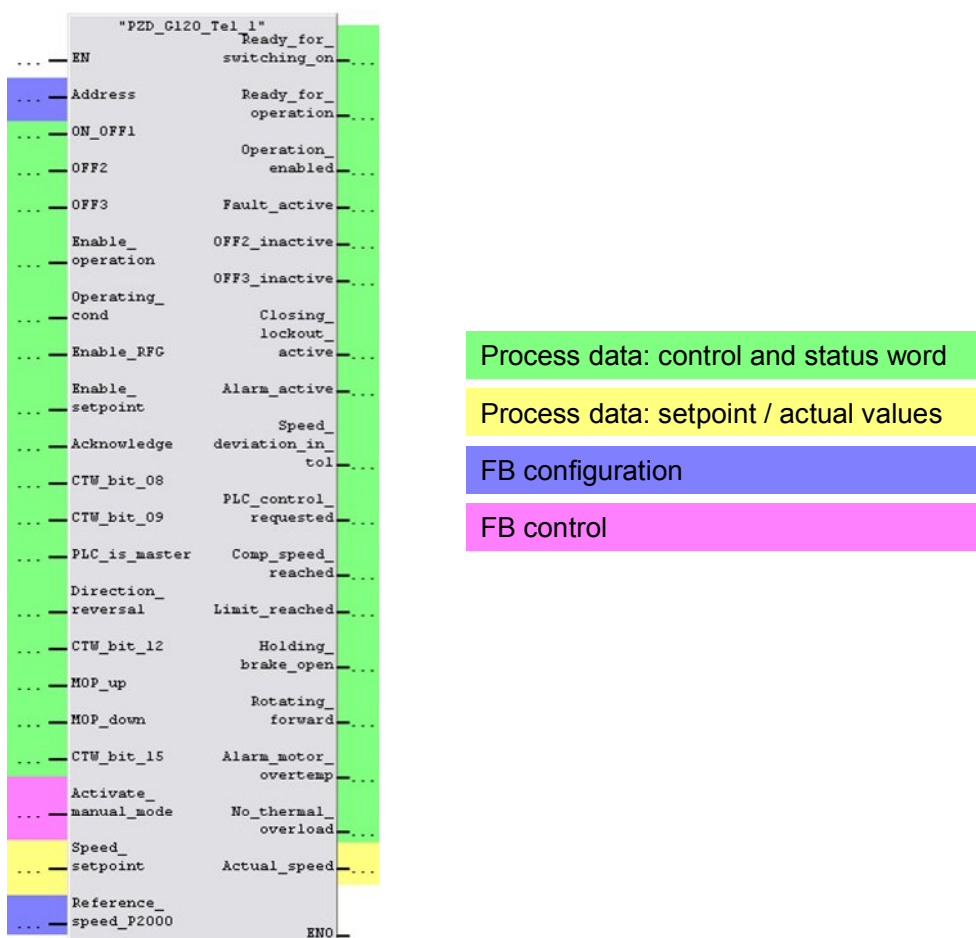 "PZD_G120_Tel_1"
EN
Address
ON_OFF1
OFF2
OFF3
Enable_
operation
Operating_
cond
Enable_RFG
Enable_
setpoint
Acknowledge
CTW_bit_08
CTW_bit_09
PLC_is_master
Direction_
reversal
CTW_bit_12
MOP_up
MOP_down
CTW_bit_15
Activate_
manual_mode
Speed_
setpoint
Reference_
speed_P2000
Ready_for_
switching_on
Ready_for_
operation
Operation_
enabled
Fault_active
OFF2_inactive
OFF3_inactive
Closing_
lockout_
active
Alarm_active
Speed_
deviation_in_
tol
PLC_control_
requested
Comp_speed_
reached
Limit_reached
Holding_
brake_open
Rotating_
forward
Alarm_motor_
overtemp
No_thermal_
overload
Actual_speed
ENO
Process data: control and status word
Process data: setpoint / actual values
FB configuration
FB control